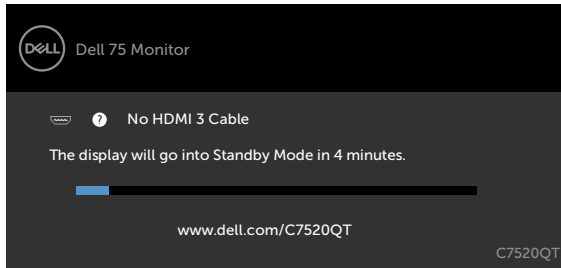 DELL
Dell 75 Monitor
? No HDMI 3 Cable
The display will go into Standby Mode in 4 minutes.
www.dell.com/C7520QT
C7520QT